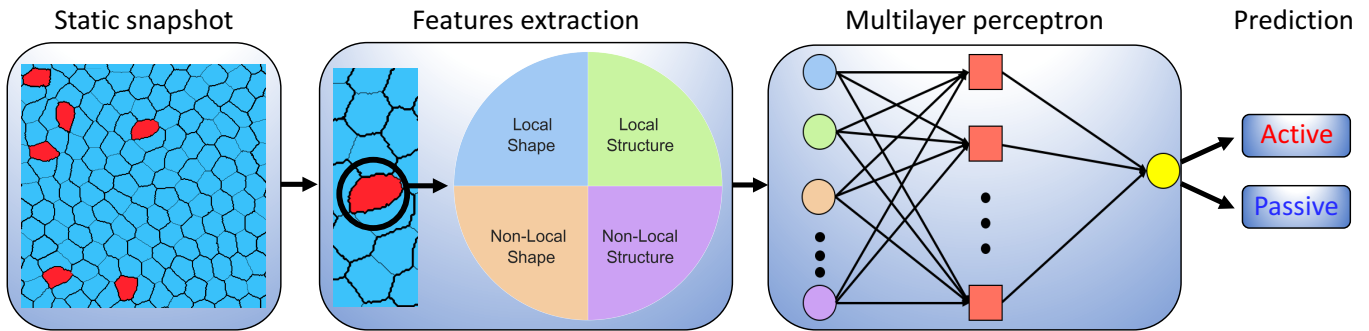 Static snapshot
Features extraction
Multilayer perceptron
Prediction
Local
Shape
Local
Structure
Non-Local
Shape
Non-Local
Structure
Active
Passive